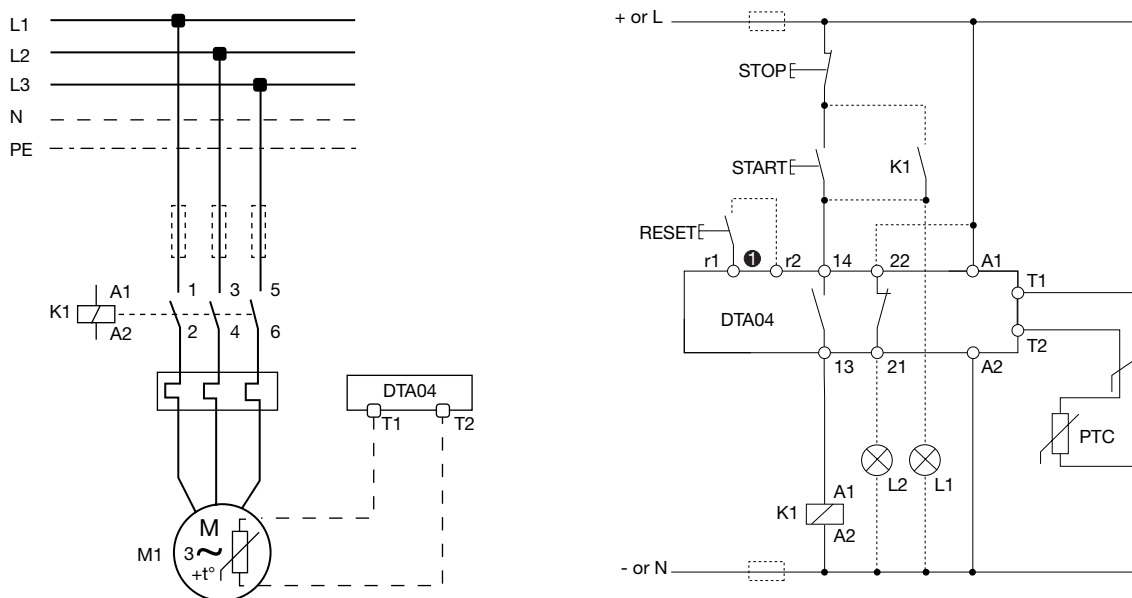 L1
L2
L3
N
PE
1 3 5
K1 A1
A2
2 4 6
DTA04
T1 T2
M1
M
3 ~
+t°
+ or L
STOP
START
K1
RESET
r1 ❶ r2 14 22 A1
T1
DTA04
T2
13 21 A2
PTC
L2 L1
K1 A1
A2
- or N